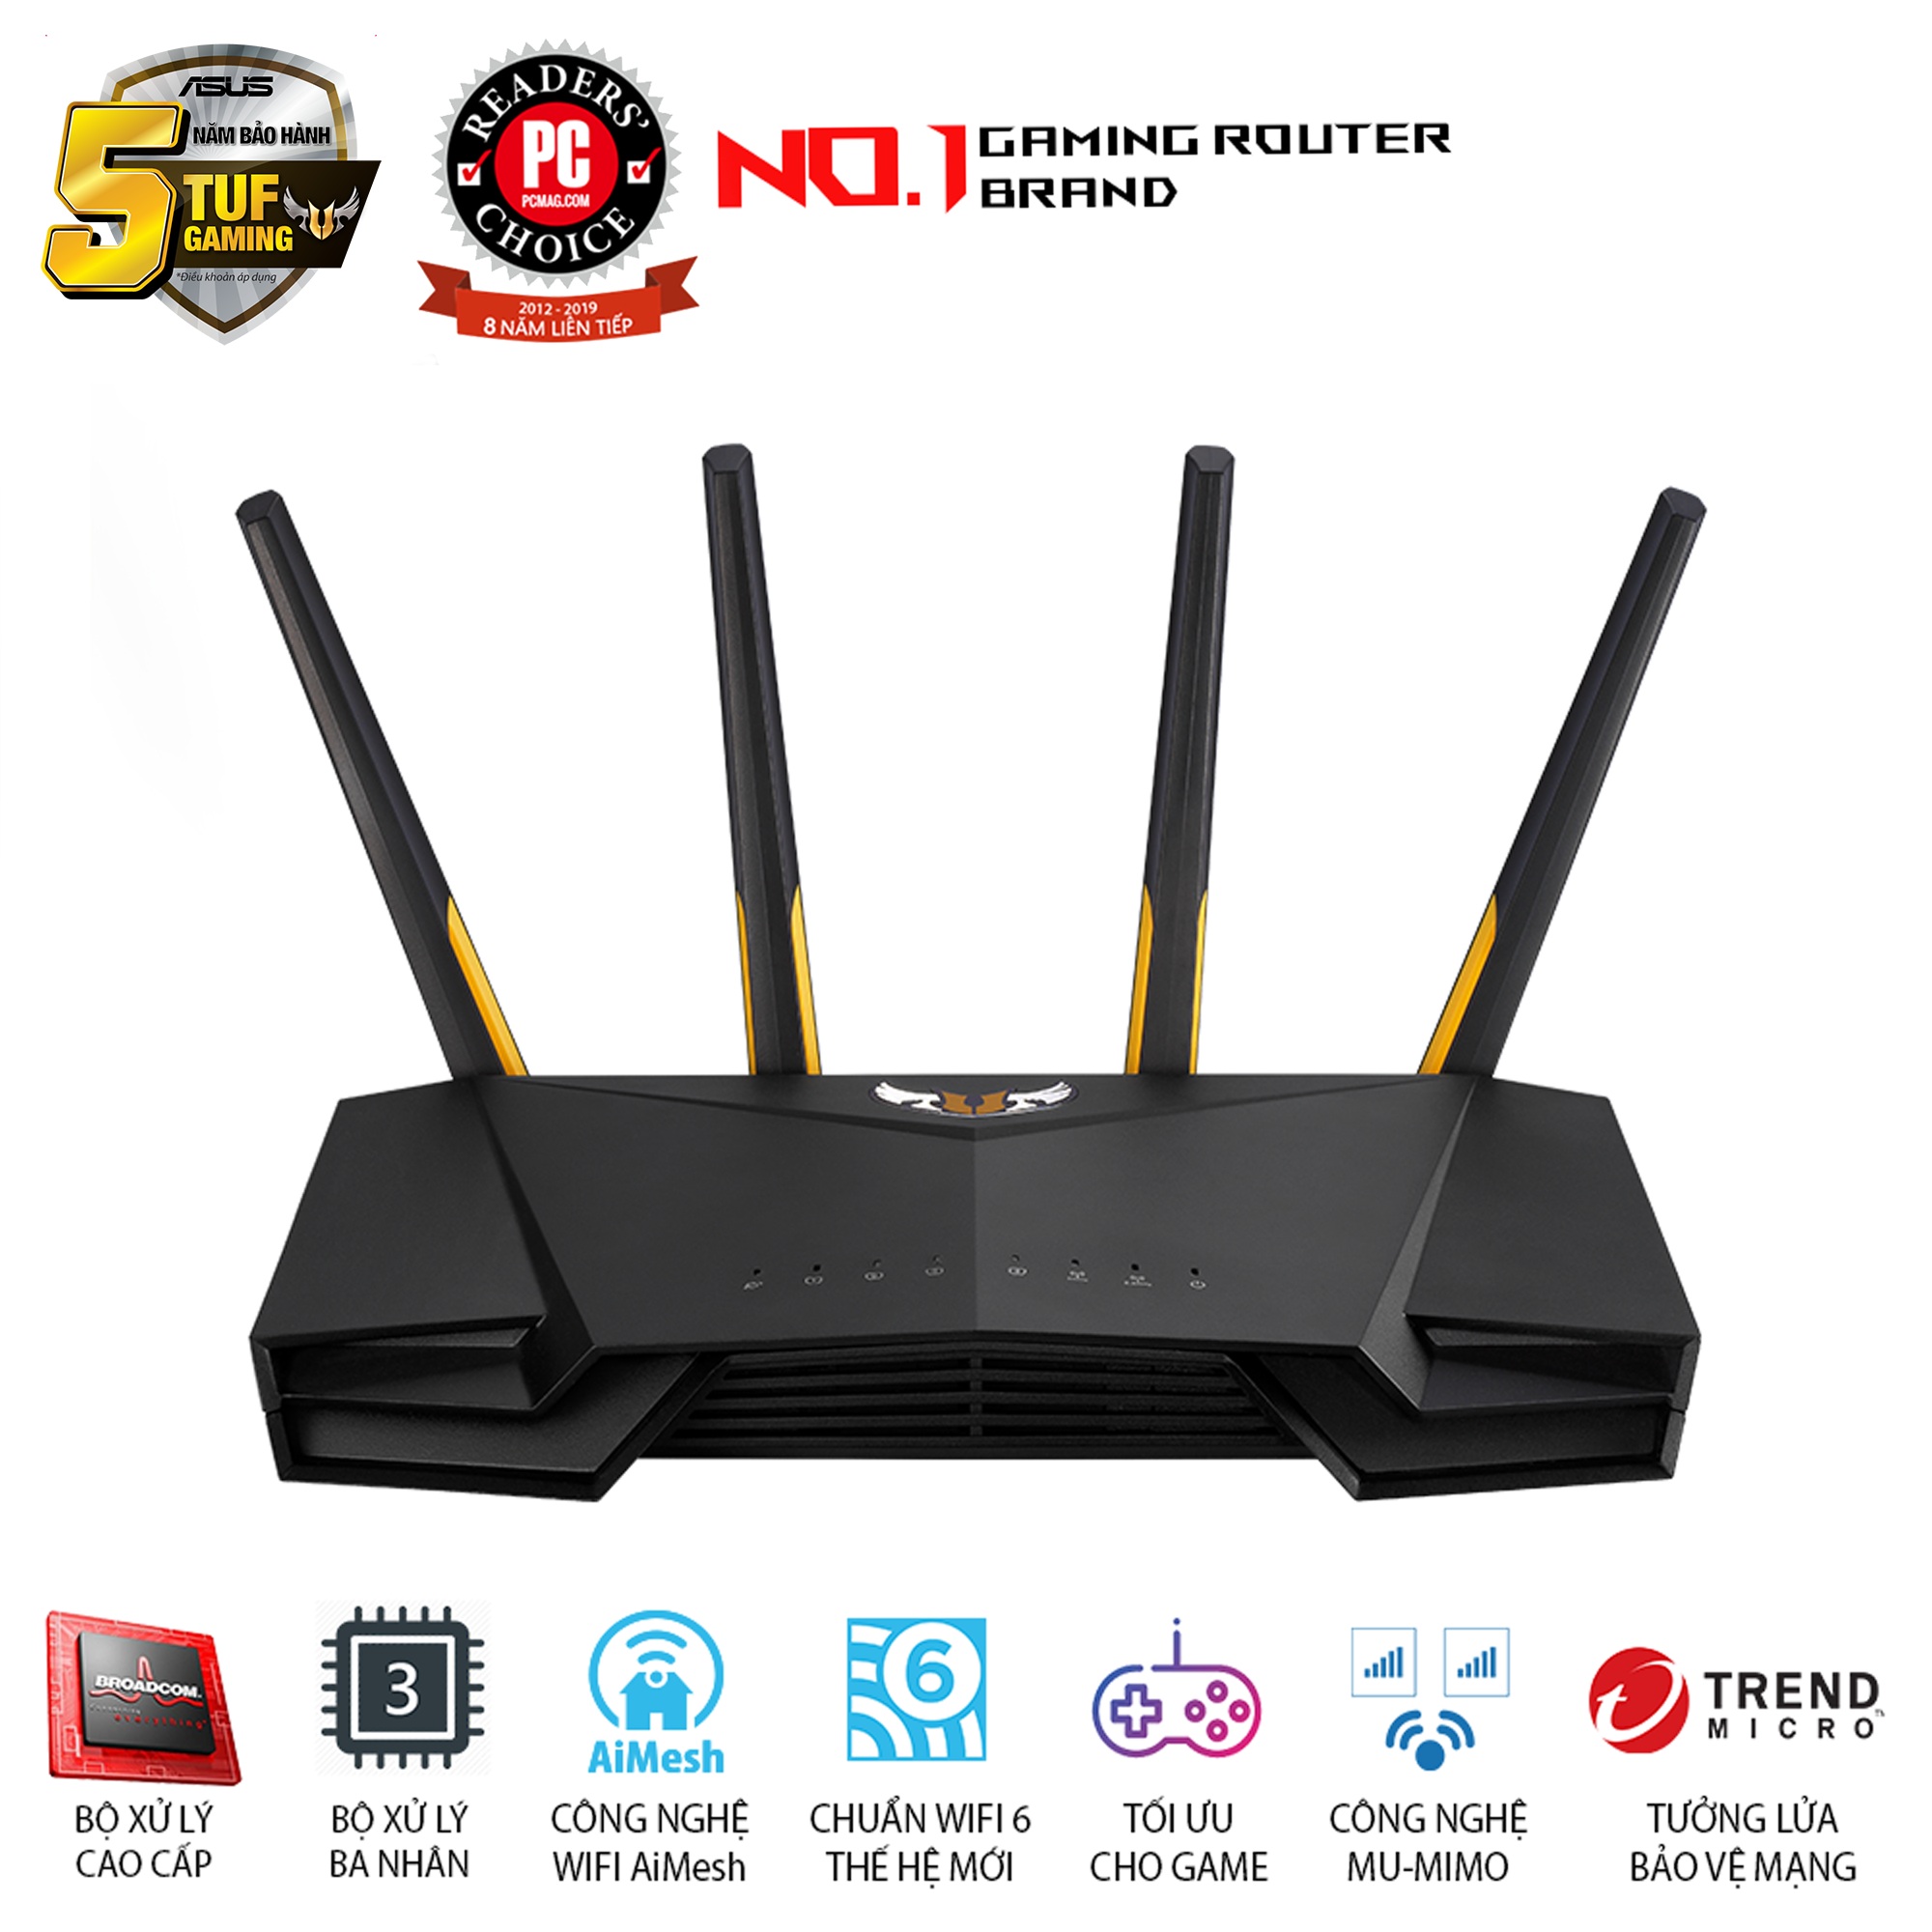 ASUS
5 NĂM BẢO HÀNH
TUF
GAMING
*Điều khoản áp dụng
READERS'
PC
PCMAG.COM
CHOICE
2012 - 2019
8 NĂM LIÊN TIẾP
NO.1 GAMING ROUTER
BRAND
BROADCOM.
everything
3
AiMesh
6
TREND
MICRO
BỘ XỬ LÝ
CAO CẤP
BỘ XỬ LÝ
BA NHÂN
CÔNG NGHỆ
WIFI AiMesh
CHUẨN WIFI 6
THẾ HỆ MỚI
TỐI ƯU
CHO GAME
CÔNG NGHỆ
MU-MIMO
TƯỞNG LỬA
BẢO VỆ MẠNG